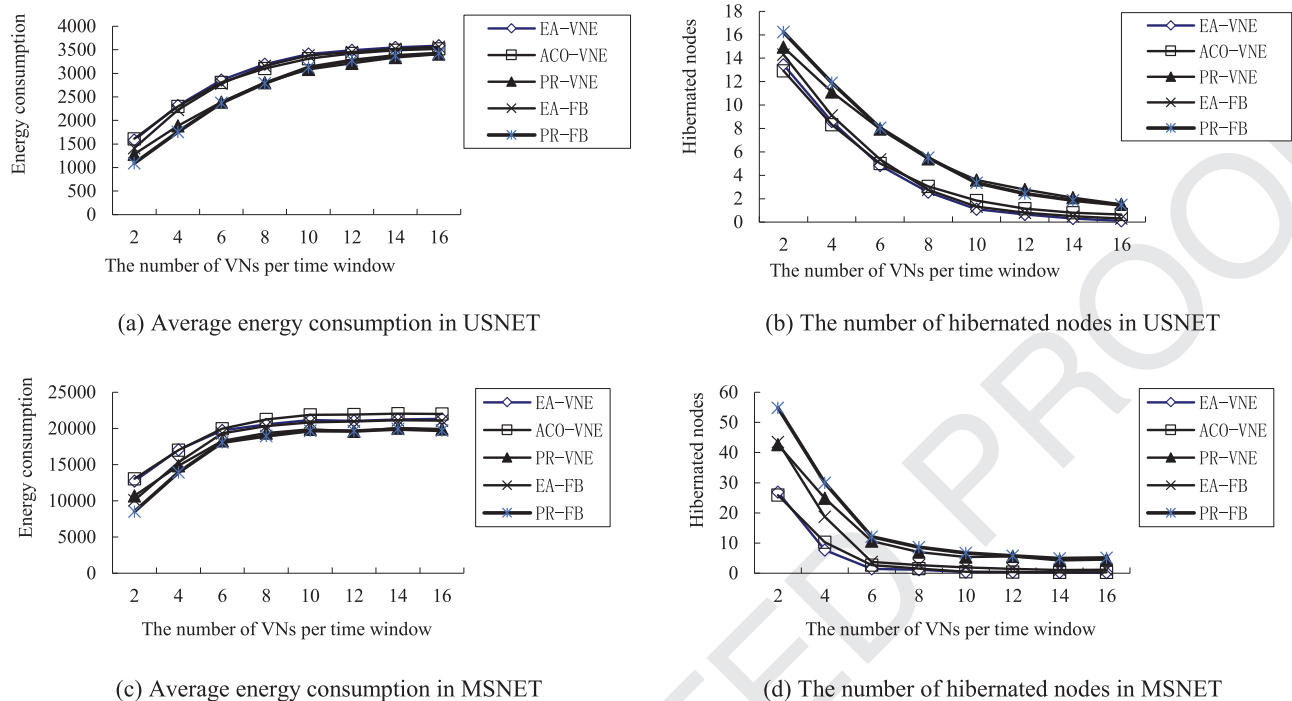 4000
3500
3000
2500
2000
1500
1000
500
0
Energy consumption
2 4 6 8 10 12 14 16
The number of VNs per time window
EA-VNE
ACO-VNE
PR-VNE
EA-FB
PR-FB
(a) Average energy consumption in USNET
18
16
14
12
10
8
6
4
2
0
Hibernated nodes
2 4 6 8 10 12 14 16
The number of VNs per time window
EA-VNE
ACO-VNE
PR-VNE
EA-FB
PR-FB
(b) The number of hibernated nodes in USNET
25000
20000
15000
10000
5000
0
Energy consumption
2 4 6 8 10 12 14 16
The number of VNs per time window
EA-VNE
ACO-VNE
PR-VNE
EA-FB
PR-FB
(c) Average energy consumption in MSNET
60
50
40
30
20
10
0
Hibernated nodes
2 4 6 8 10 12 14 16
The number of VNs per time window
EA-VNE
ACO-VNE
PR-VNE
EA-FB
PR-FB
(d) The number of hibernated nodes in MSNET
TED PROO